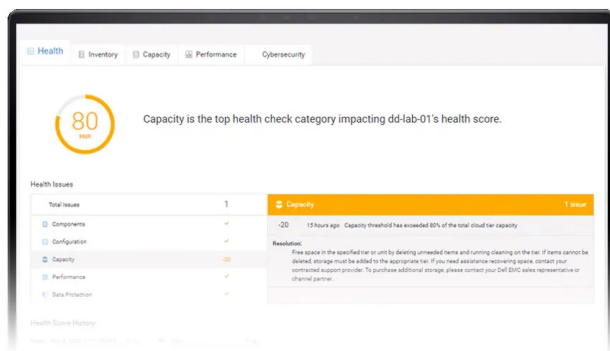 Health
Inventory
Capacity
Performance
Cybersecurity
80
Capacity is the top health check category impacting dd-lab-01's health score.
Health Issues
Total Issues 1
Components
Configuration
Capacity -20
Performance
Data Protection
Capacity 1 issue
-20 15 hours ago Capacity threshold has exceeded 80% of the total cloud tier capacity
Resolution:
Free space in the specified tier or unit by deleting unneeded items and running cleaning on the tier. If items cannot be
deleted, storage must be added to the appropriate tier. If you need assistance recovering space, contact your
contracted support provider. To purchase additional storage, please contact your Dell EMC sales representative or
channel partner.
Health Score History